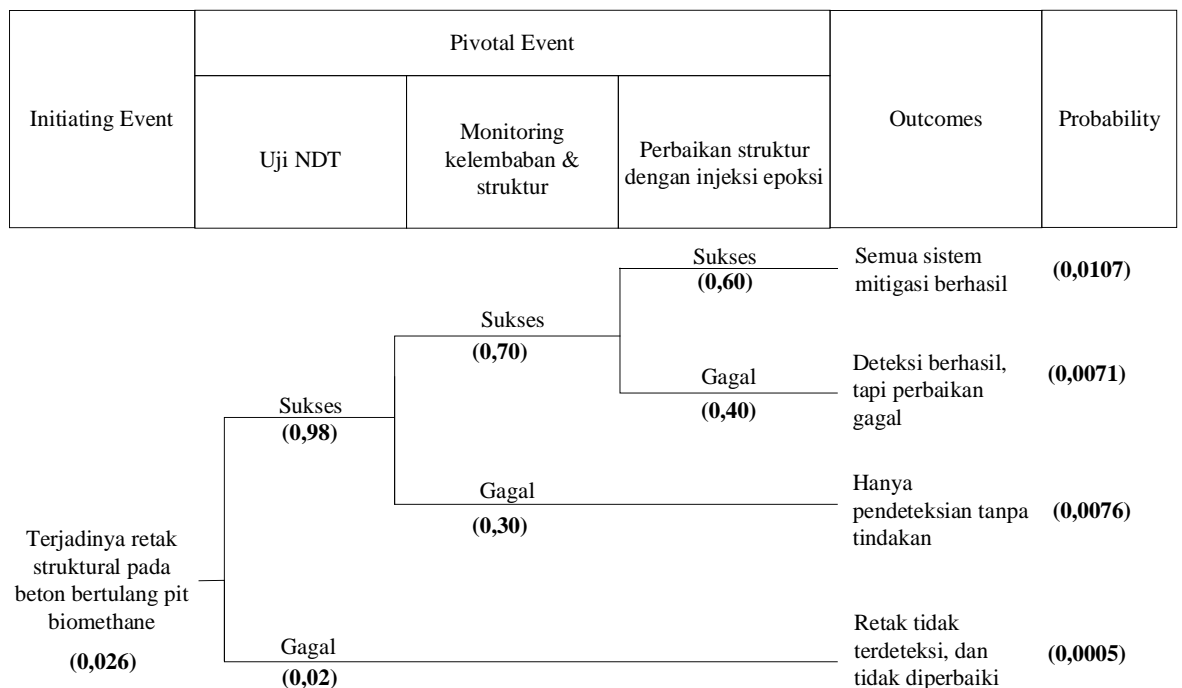 Pivotal Event
Initiating Event
Uji NDT
Monitoring
kelembaban &
struktur
Perbaikan struktur
dengan injeksi epoksi
Outcomes
Probability
Sukses
(0,60)
Semua sistem
mitigasi berhasil
(0,0107)
Sukses
(0,70)
Gagal
(0,40)
Deteksi berhasil,
tapi perbaikan
gagal
(0,0071)
Sukses
(0,98)
Gagal
(0,30)
Hanya
pendeteksian tanpa
tindakan
(0,0076)
Terjadinya retak
struktural pada
beton bertulang pit
biomethane
(0,026)
Gagal
(0,02)
Retak tidak
terdeteksi, dan
tidak diperbaiki
(0,0005)